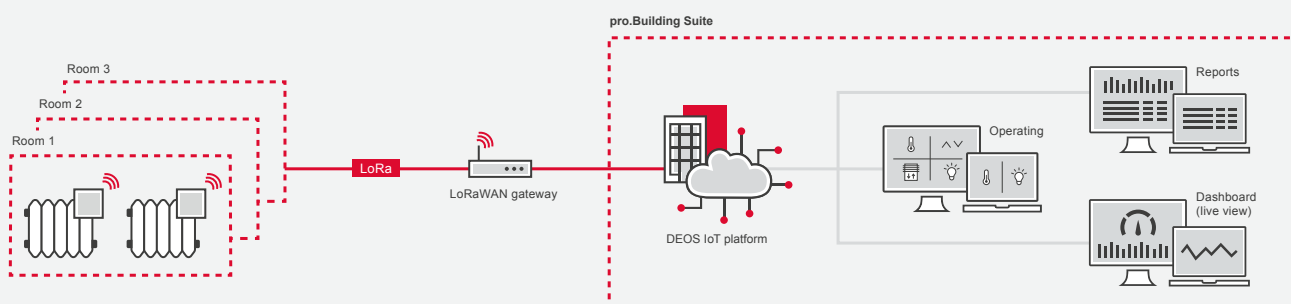 pro.Building Suite
Room 3
Room 2
Room 1
LoRa
LoRaWAN gateway
DEOS IoT platform
Operating
Reports
Dashboard
(live view)